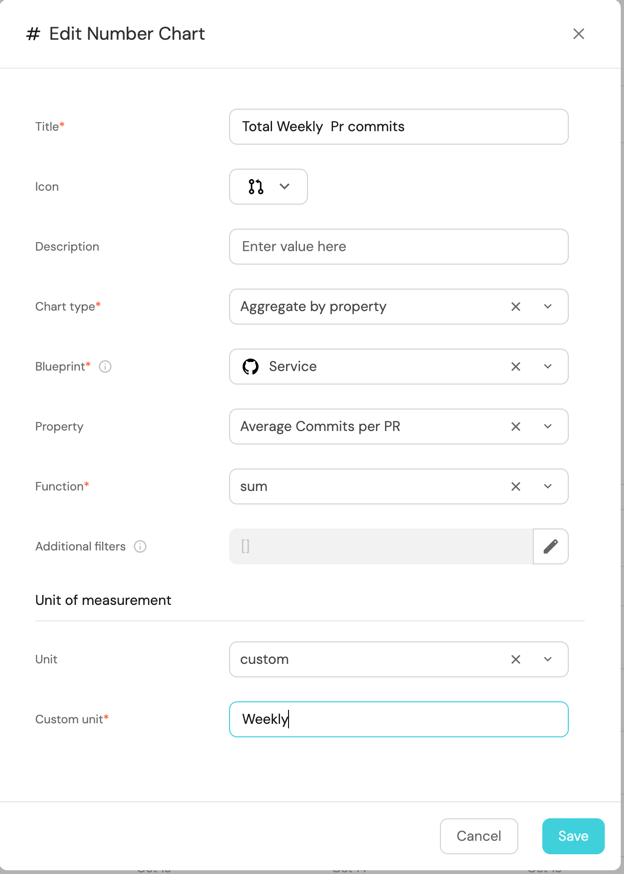 # Edit Number Chart
Title*
Total Weekly  Pr commits
Icon
Description
Enter value here
Chart type*
Aggregate by property
Blueprint*
Service
Property
Average Commits per PR
Function*
sum
Additional filters
[]
Unit of measurement
Unit
custom
Custom unit*
Weekly
Cancel
Save